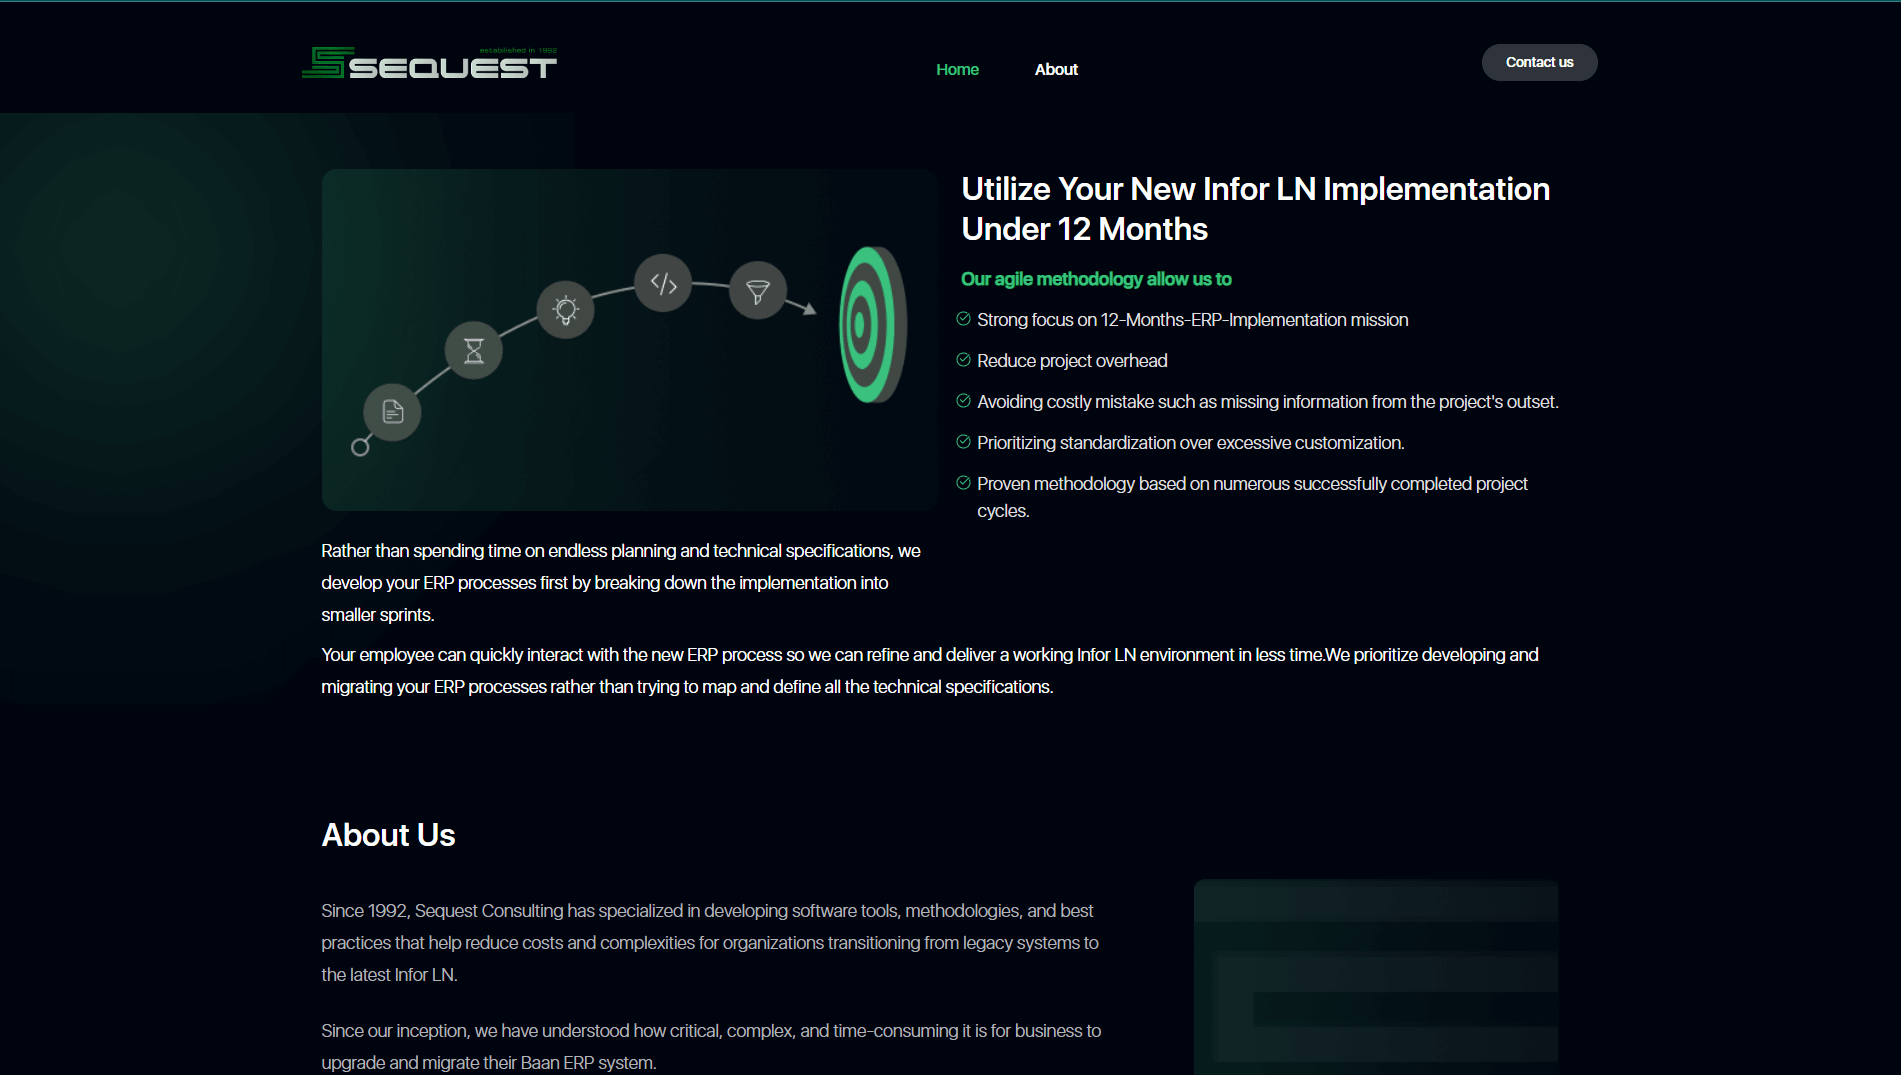 established in 1992
SEQUEST
Home
About
Contact us
Utilize Your New Infor LN Implementation
Under 12 Months
Our agile methodology allow us to
Strong focus on 12-Months-ERP-Implementation mission
Reduce project overhead
Avoiding costly mistake such as missing information from the project's outset.
Prioritizing standardization over excessive customization.
Proven methodology based on numerous successfully completed project
cycles.
Rather than spending time on endless planning and technical specifications, we
develop your ERP processes first by breaking down the implementation into
smaller sprints.
Your employee can quickly interact with the new ERP process so we can refine and deliver a working Infor LN environment in less time.We prioritize developing and
migrating your ERP processes rather than trying to map and define all the technical specifications.
About Us
Since 1992, Sequest Consulting has specialized in developing software tools, methodologies, and best
practices that help reduce costs and complexities for organizations transitioning from legacy systems to
the latest Infor LN.
Since our inception, we have understood how critical, complex, and time-consuming it is for business to
upgrade and migrate their Baan ERP system.